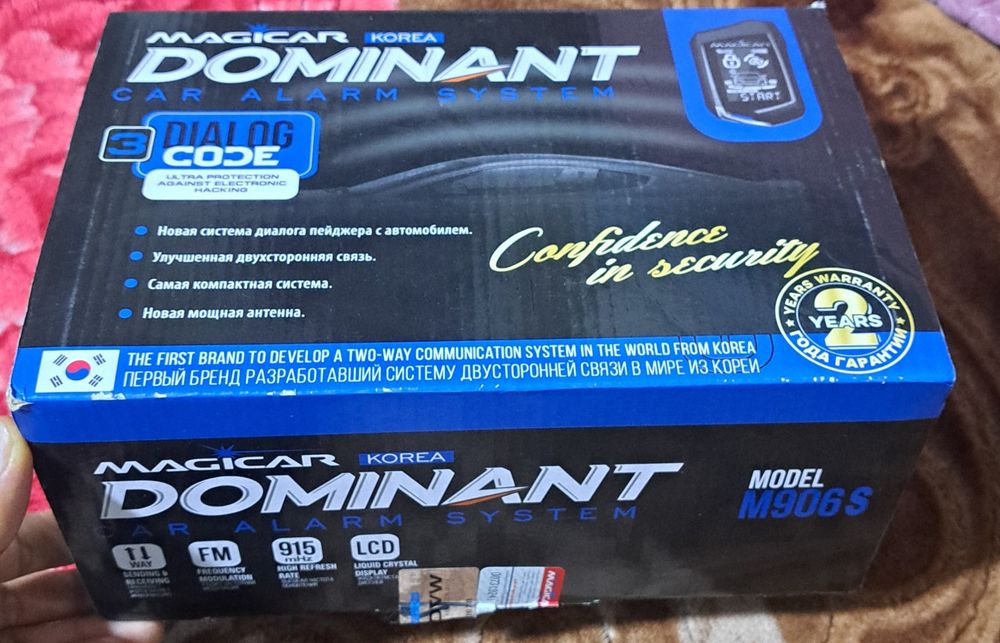 MAGICAR KOREA
DOMINANT
CAR ALARM SYSTEM
MAGICAR
START
3 DIALOG
CODE
ULTRA PROTECTION
AGAINST ELECTRONIC
HACKING
Новая система диалога пейджера с автомобилем.
Улучшенная двухсторонняя связь.
Самая компактная система.
Новая мощная антенна.
Confidence
in security
YEARS WARRANTY
2
YEARS
ГОДА ГАРАНТИИ
THE FIRST BRAND TO DEVELOP A TWO-WAY COMMUNICATION SYSTEM IN THE WORLD FROM KOREA
ПЕРВЫЙ БРЕНД РАЗРАБОТАВШИЙ СИСТЕМУ ДВУСТОРОННЕЙ СВЯЗИ В МИРЕ ИЗ КОРЕИ
MAGICAR KOREA
DOMINANT
CAR ALARM SYSTEM
MODEL
M906S
WAY
SENDING &
RECEIVING
FM
FREQUENCY
MODULATION
915
mHz
HIGH REFRESH
RATE
LCD
LIQUID CRYSTAL
DISPLAY
MAGICAR